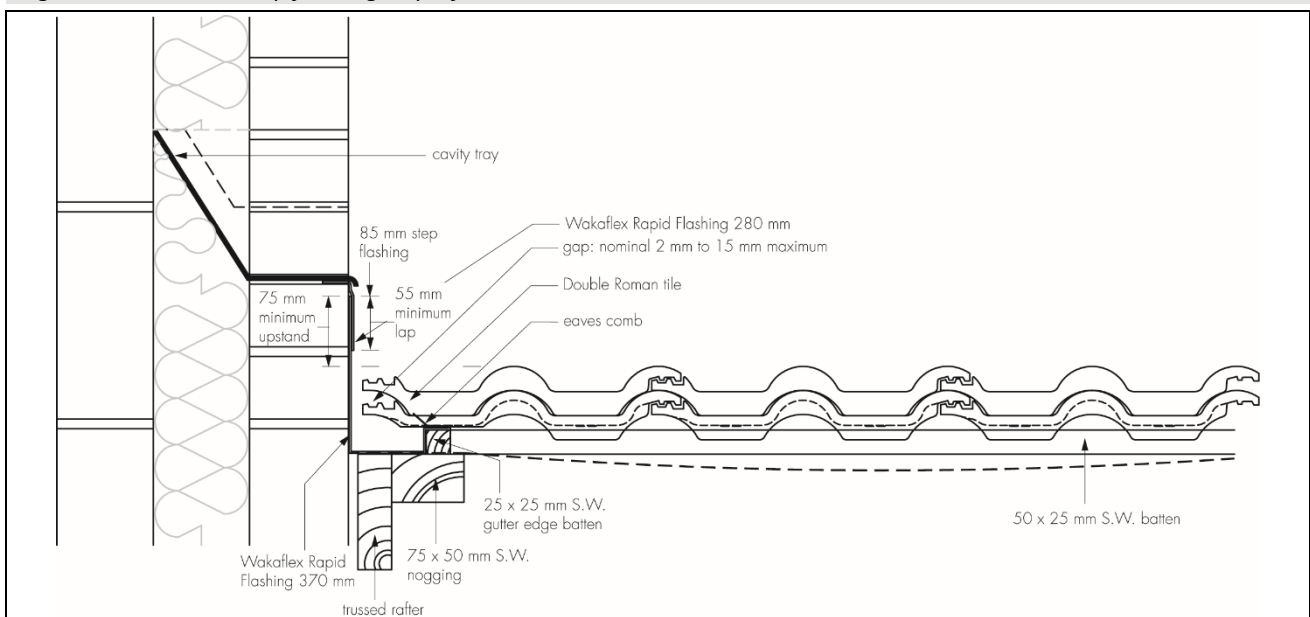 cavity tray
85 mm step
flashing
Wakaflex Rapid Flashing 280 mm
gap: nominal 2 mm to 15 mm maximum
75 mm
minimum
upstand
55 mm
minimum
lap
Double Roman tile
eaves comb
25 x 25 mm S.W.
gutter edge batten
50 x 25 mm S.W. batten
Wakaflex Rapid
Flashing 370 mm
75 x 50 mm S.W.
nogging
trussed rafter